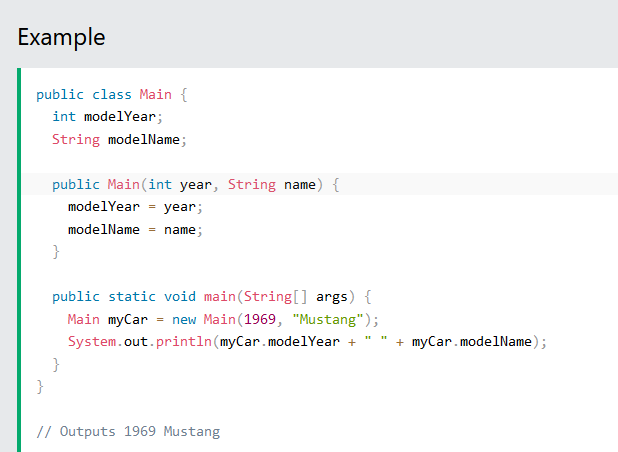 Example
public class Main {
  int modelYear;
  String modelName;

  public Main(int year, String name) {
    modelYear = year;
    modelName = name;
  }

  public static void main(String[] args) {
    Main myCar = new Main(1969, "Mustang");
    System.out.println(myCar.modelYear + " " + myCar.modelName);
  }
}

// Outputs 1969 Mustang